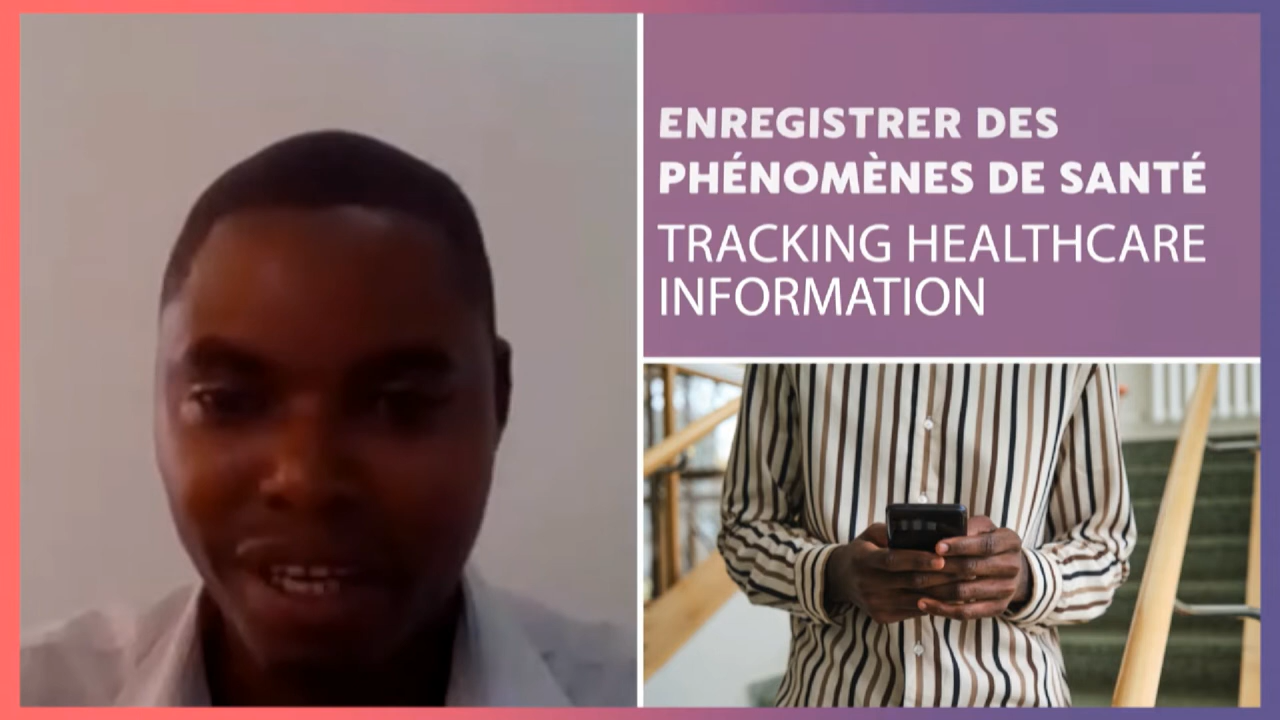 ENREGISTRER DES
PHÉNOMÈNES DE SANTÉ
TRACKING HEALTHCARE
INFORMATION